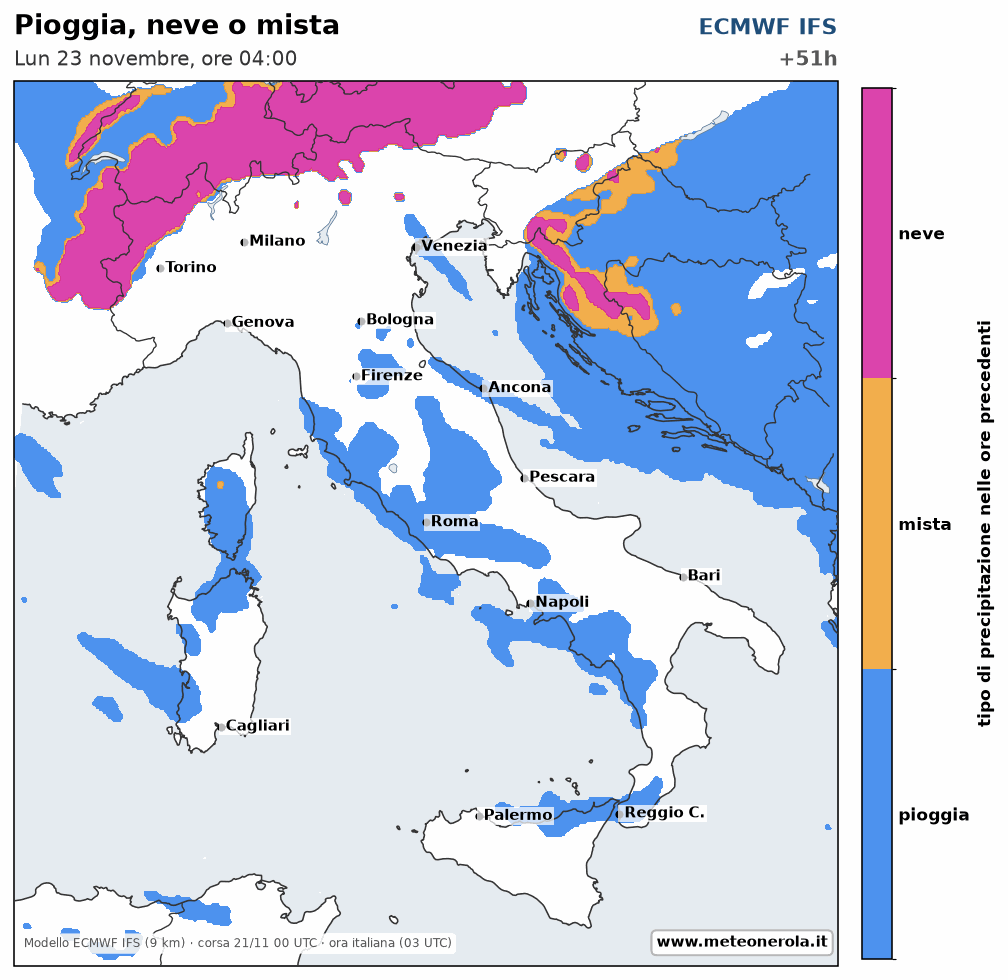 Pioggia, neve o mista
ECMWF IFS
Lun 23 novembre, ore 04:00
+51h
neve
Milano
Venezia
Torino
Genova
Bologna
Firenze
Ancona
Pescara
mista
Roma
Bari
Napoli
Cagliari
Palermo
Reggio C.
pioggia
tipo di precipitazione nelle ore precedenti
Modello ECMWF IFS (9 km) · corsa 21/11 00 UTC · ora italiana (03 UTC)
www.meteonerola.it